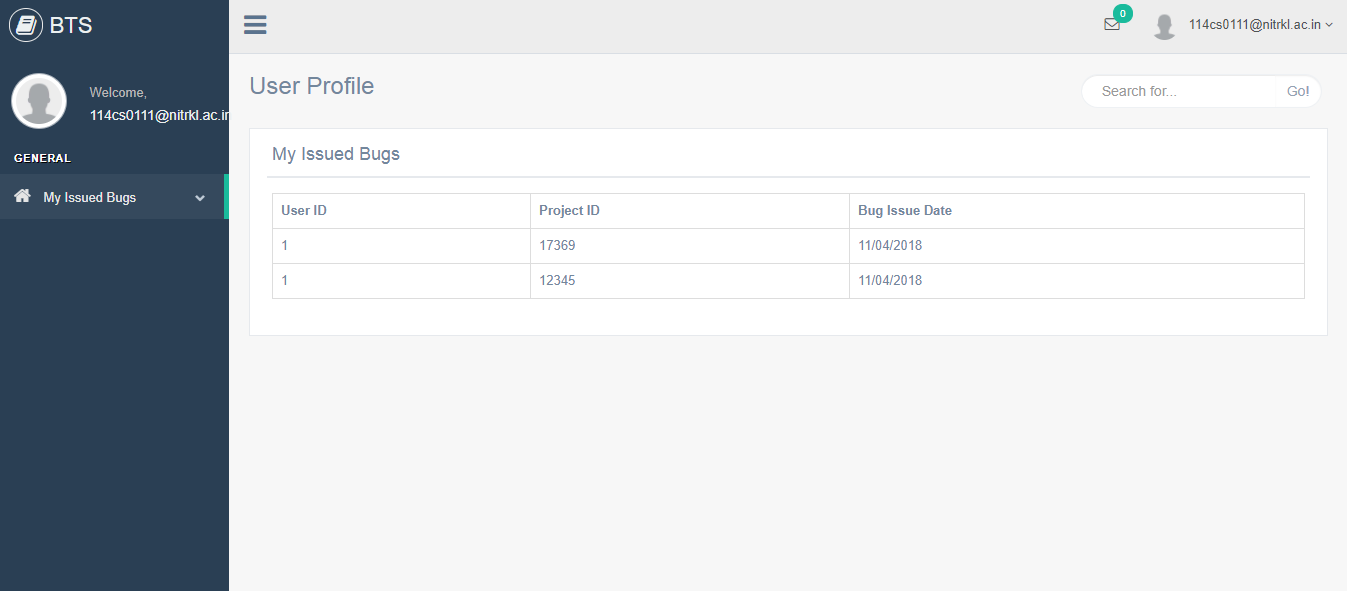 BTS
0
114cs0111@nitrkl.ac.in
Welcome,
114cs0111@nitrkl.ac.in
GENERAL
My Issued Bugs
User Profile
Search for... Go!
My Issued Bugs
User ID Project ID Bug Issue Date
1 17369 11/04/2018
1 12345 11/04/2018